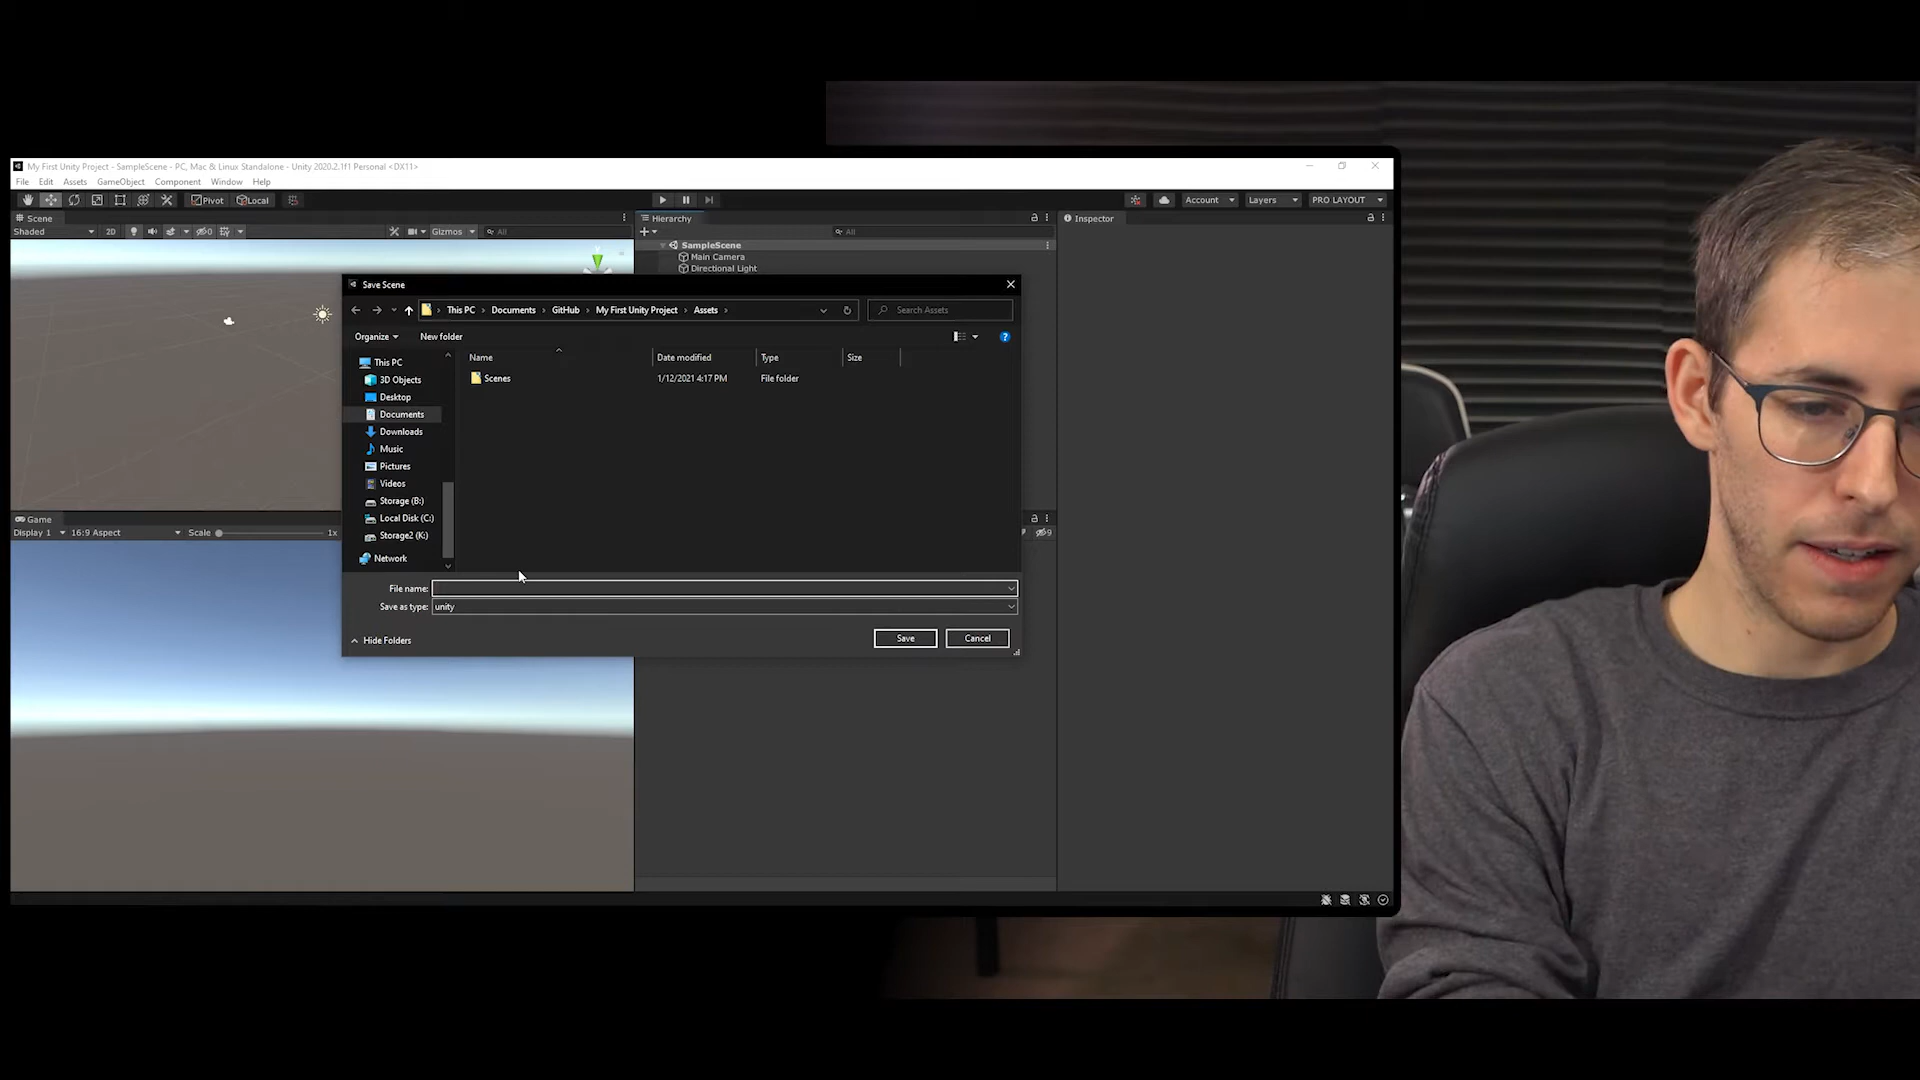 My First Unity Project - SampleScene - PC, Mac & Linux Standalone - Unity 2020.2.1f1 Personal <DX11>
File Edit Assets GameObject Component Window Help
Pivot Local Account Layers PRO LAYOUT
Scene Hierarchy Inspector
Shaded 2D 0 Gizmos All All
SampleScene
Main Camera
Directional Light
Save Scene
This PC › Documents › GitHub › My First Unity Project › Assets › Search Assets
Organize New folder
Name Date modified Type Size
This PC
3D Objects
Desktop
Documents
Downloads
Music
Pictures
Videos
Storage (B:)
Local Disk (C:)
Storage2 (K:)
Network
Scenes 1/12/2021 4:17 PM File folder
File name:
Save as type: unity
Hide Folders Save Cancel
Game
Display 1 16:9 Aspect Scale 1x 9